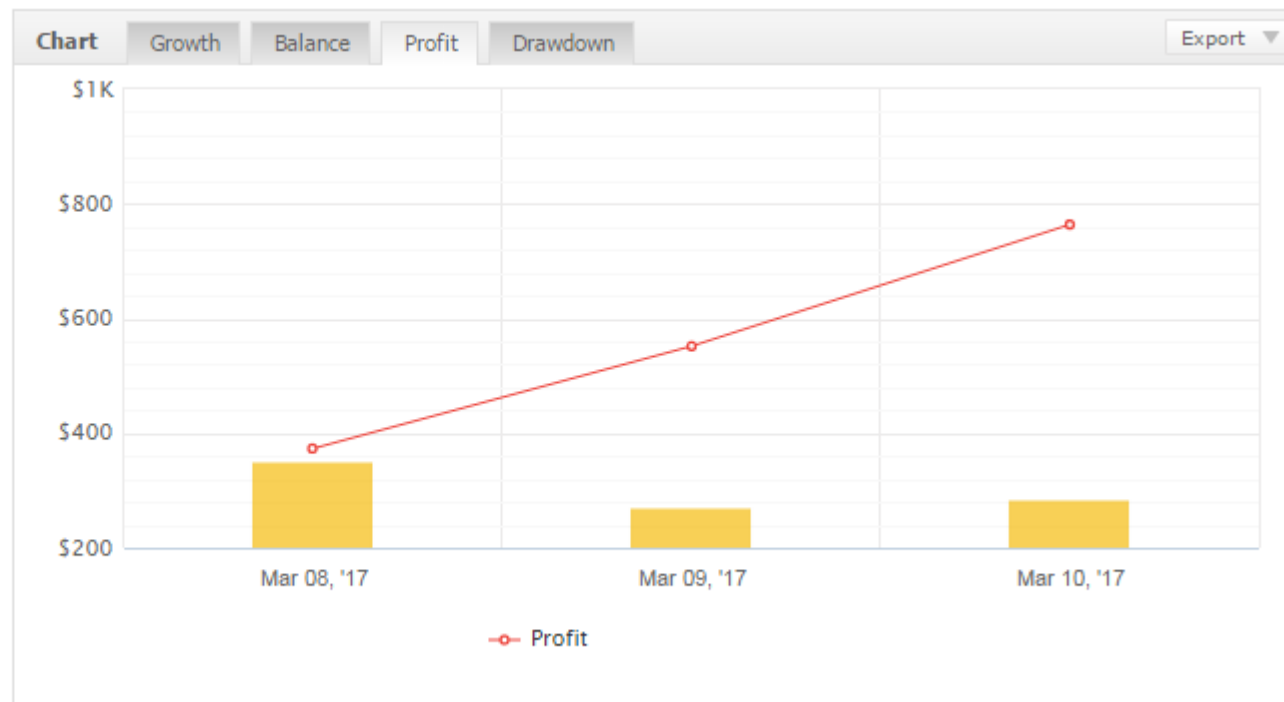 Chart Growth Balance Profit Drawdown Export
$1K
$800
$600
$400
$200
Mar 08, '17 Mar 09, '17 Mar 10, '17
Profit